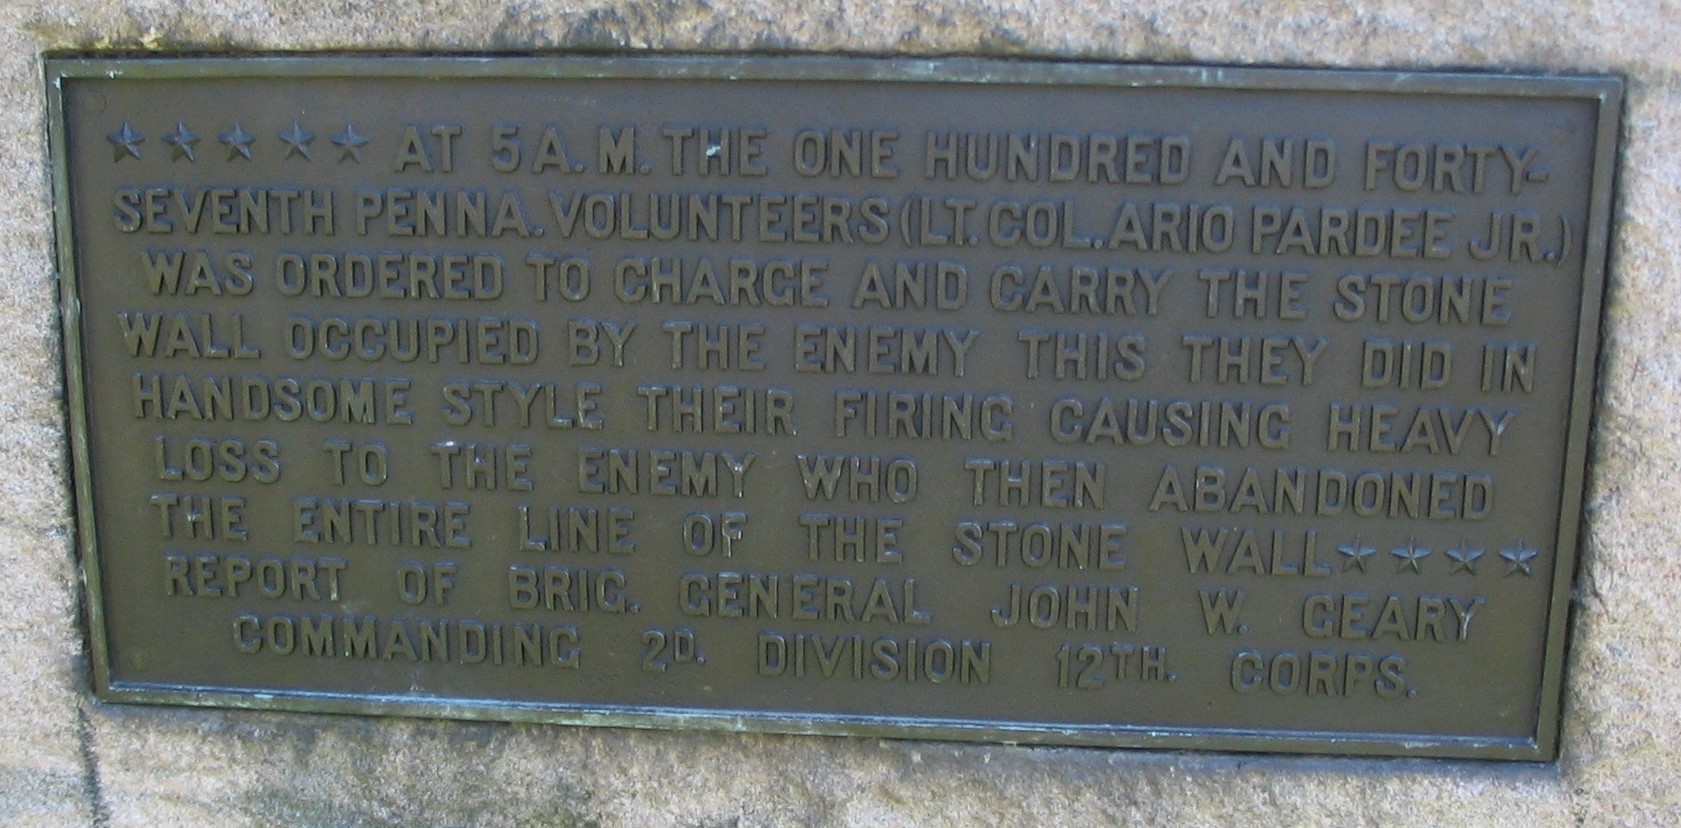 ★★★★★ AT 5 A.M. THE ONE HUNDRED AND FORTY-
SEVENTH PENNA. VOLUNTEERS (LT. COL. ARIO PARDEE JR.)
WAS ORDERED TO CHARGE AND CARRY THE STONE
WALL OCCUPIED BY THE ENEMY THIS THEY DID IN
HANDSOME STYLE THEIR FIRING CAUSING HEAVY
LOSS TO THE ENEMY WHO THEN ABANDONED
THE ENTIRE LINE OF THE STONE WALL ★★★★
REPORT OF BRIG. GENERAL JOHN W. GEARY
COMMANDING 2D. DIVISION 12TH. CORPS.